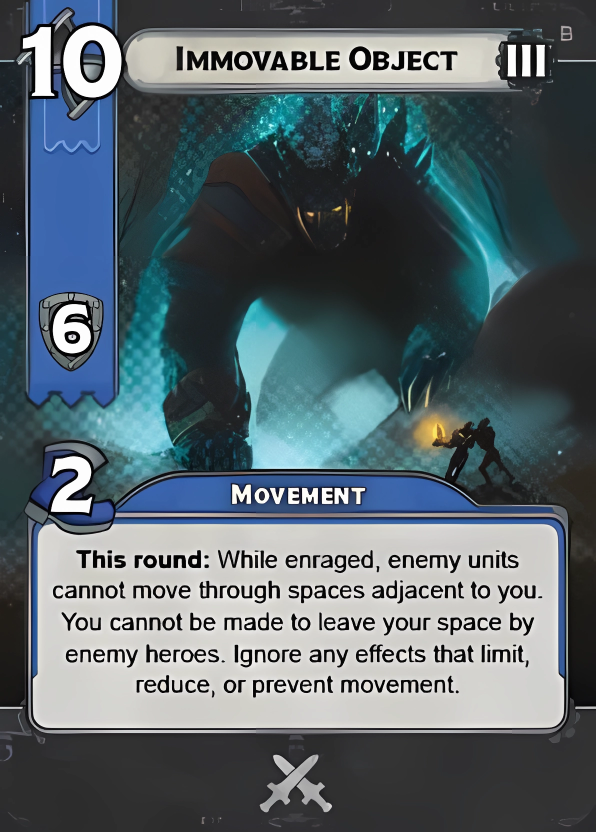 10
IMMOVABLE OBJECT
III
B
6
2
MOVEMENT
This round: While enraged, enemy units
cannot move through spaces adjacent to you.
You cannot be made to leave your space by
enemy heroes. Ignore any effects that limit,
reduce, or prevent movement.